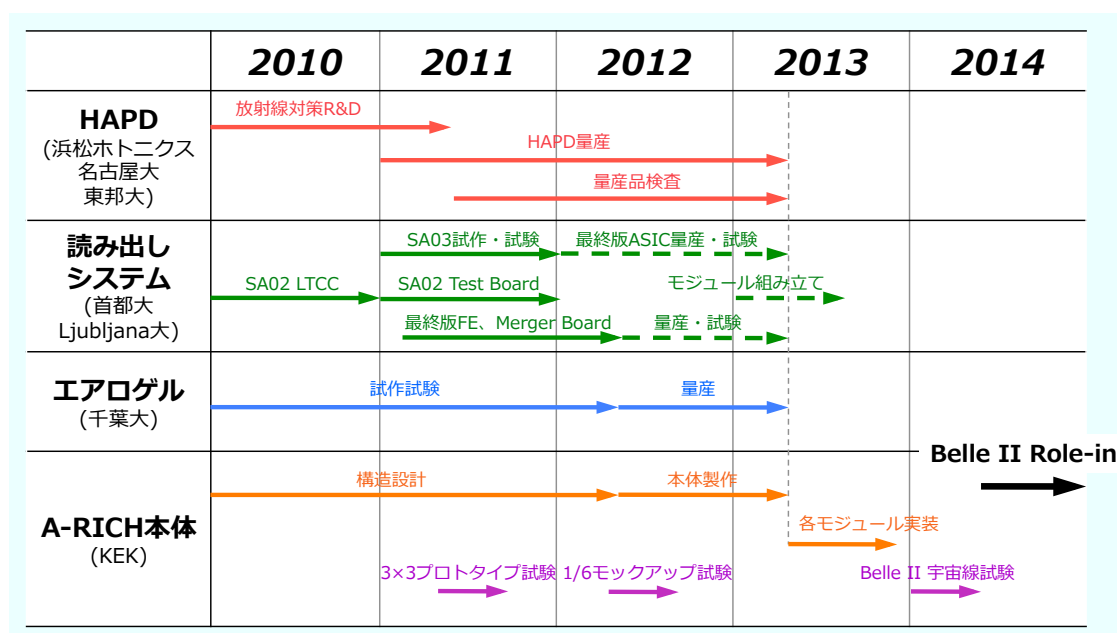 2010 2011 2012 2013 2014
HAPD
(浜松ホトニクス
名古屋大
東邦大)
放射線対策R&D
HAPD量産
量産品検査
読み出し
システム
(首都大
Ljubljana大)
SA03試作・試験 最終版ASIC量産・試験
SA02 LTCC SA02 Test Board モジュール組み立て
最終版FE、Merger Board 量産・試験
エアロゲル
(千葉大)
試作試験 量産
A-RICH本体
(KEK)
Belle II Role-in
構造設計 本体製作
各モジュール実装
3×3プロトタイプ試験 1/6モックアップ試験 Belle II 宇宙線試験